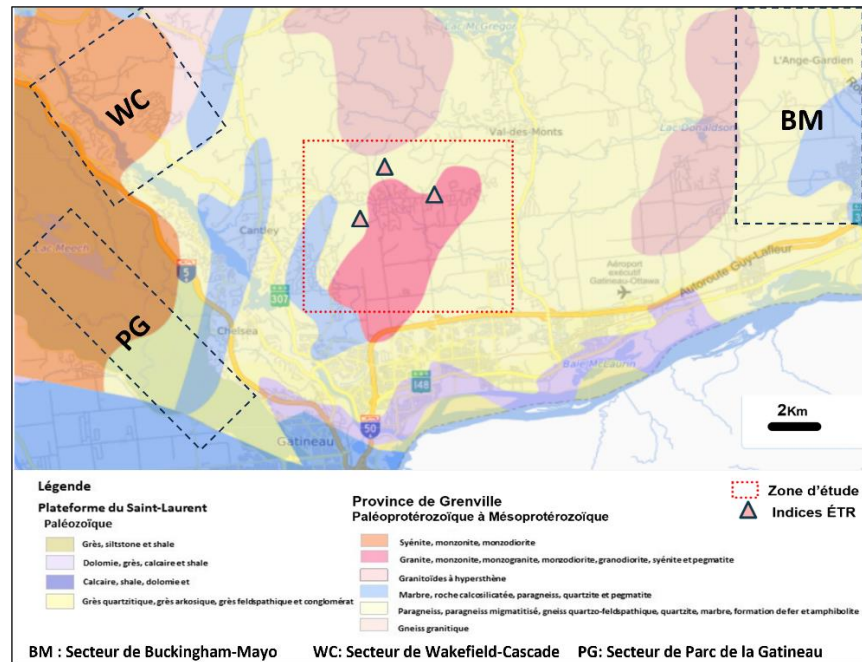 Lac McGregor
L'Ange-Gardien
WC
BM
Val-des-Monts
Lac Donaldson
Cantley
Lac Meech
5
307
Aéroport
exécutif
Gatineau-Ottawa
Autoroute Guy-Lafleur
PG
Chelsea
Baie McLaurin
148
2Km
50
Gatineau
Légende
Plateforme du Saint-Laurent
Paléozoïque
Grès, siltstone et shale
Dolomie, grès, calcaire et shale
Calcaire, shale, dolomie et
Grès quartzitique, grès arkosique, grès feldspathique et conglomérat
Province de Grenville
Paléoprotérozoïque à Mésoprotérozoïque
Syénite, monzonite, monzodiorite
Granite, monzonite, monzogranite, monzodiorite, granodiorite, syénite et pegmatite
Granitoïdes à hypersthène
Marbre, roche calcosilicatée, paragneiss, quartzite et pegmatite
Paragneiss, paragneiss migmatitisé, gneiss quartzo-feldspathique, quartzite, marbre, formation de fer et amphibolite
Gneiss granitique
Zone d'étude
Indices ÉTR
BM : Secteur de Buckingham-Mayo WC: Secteur de Wakefield-Cascade PG: Secteur de Parc de la Gatineau